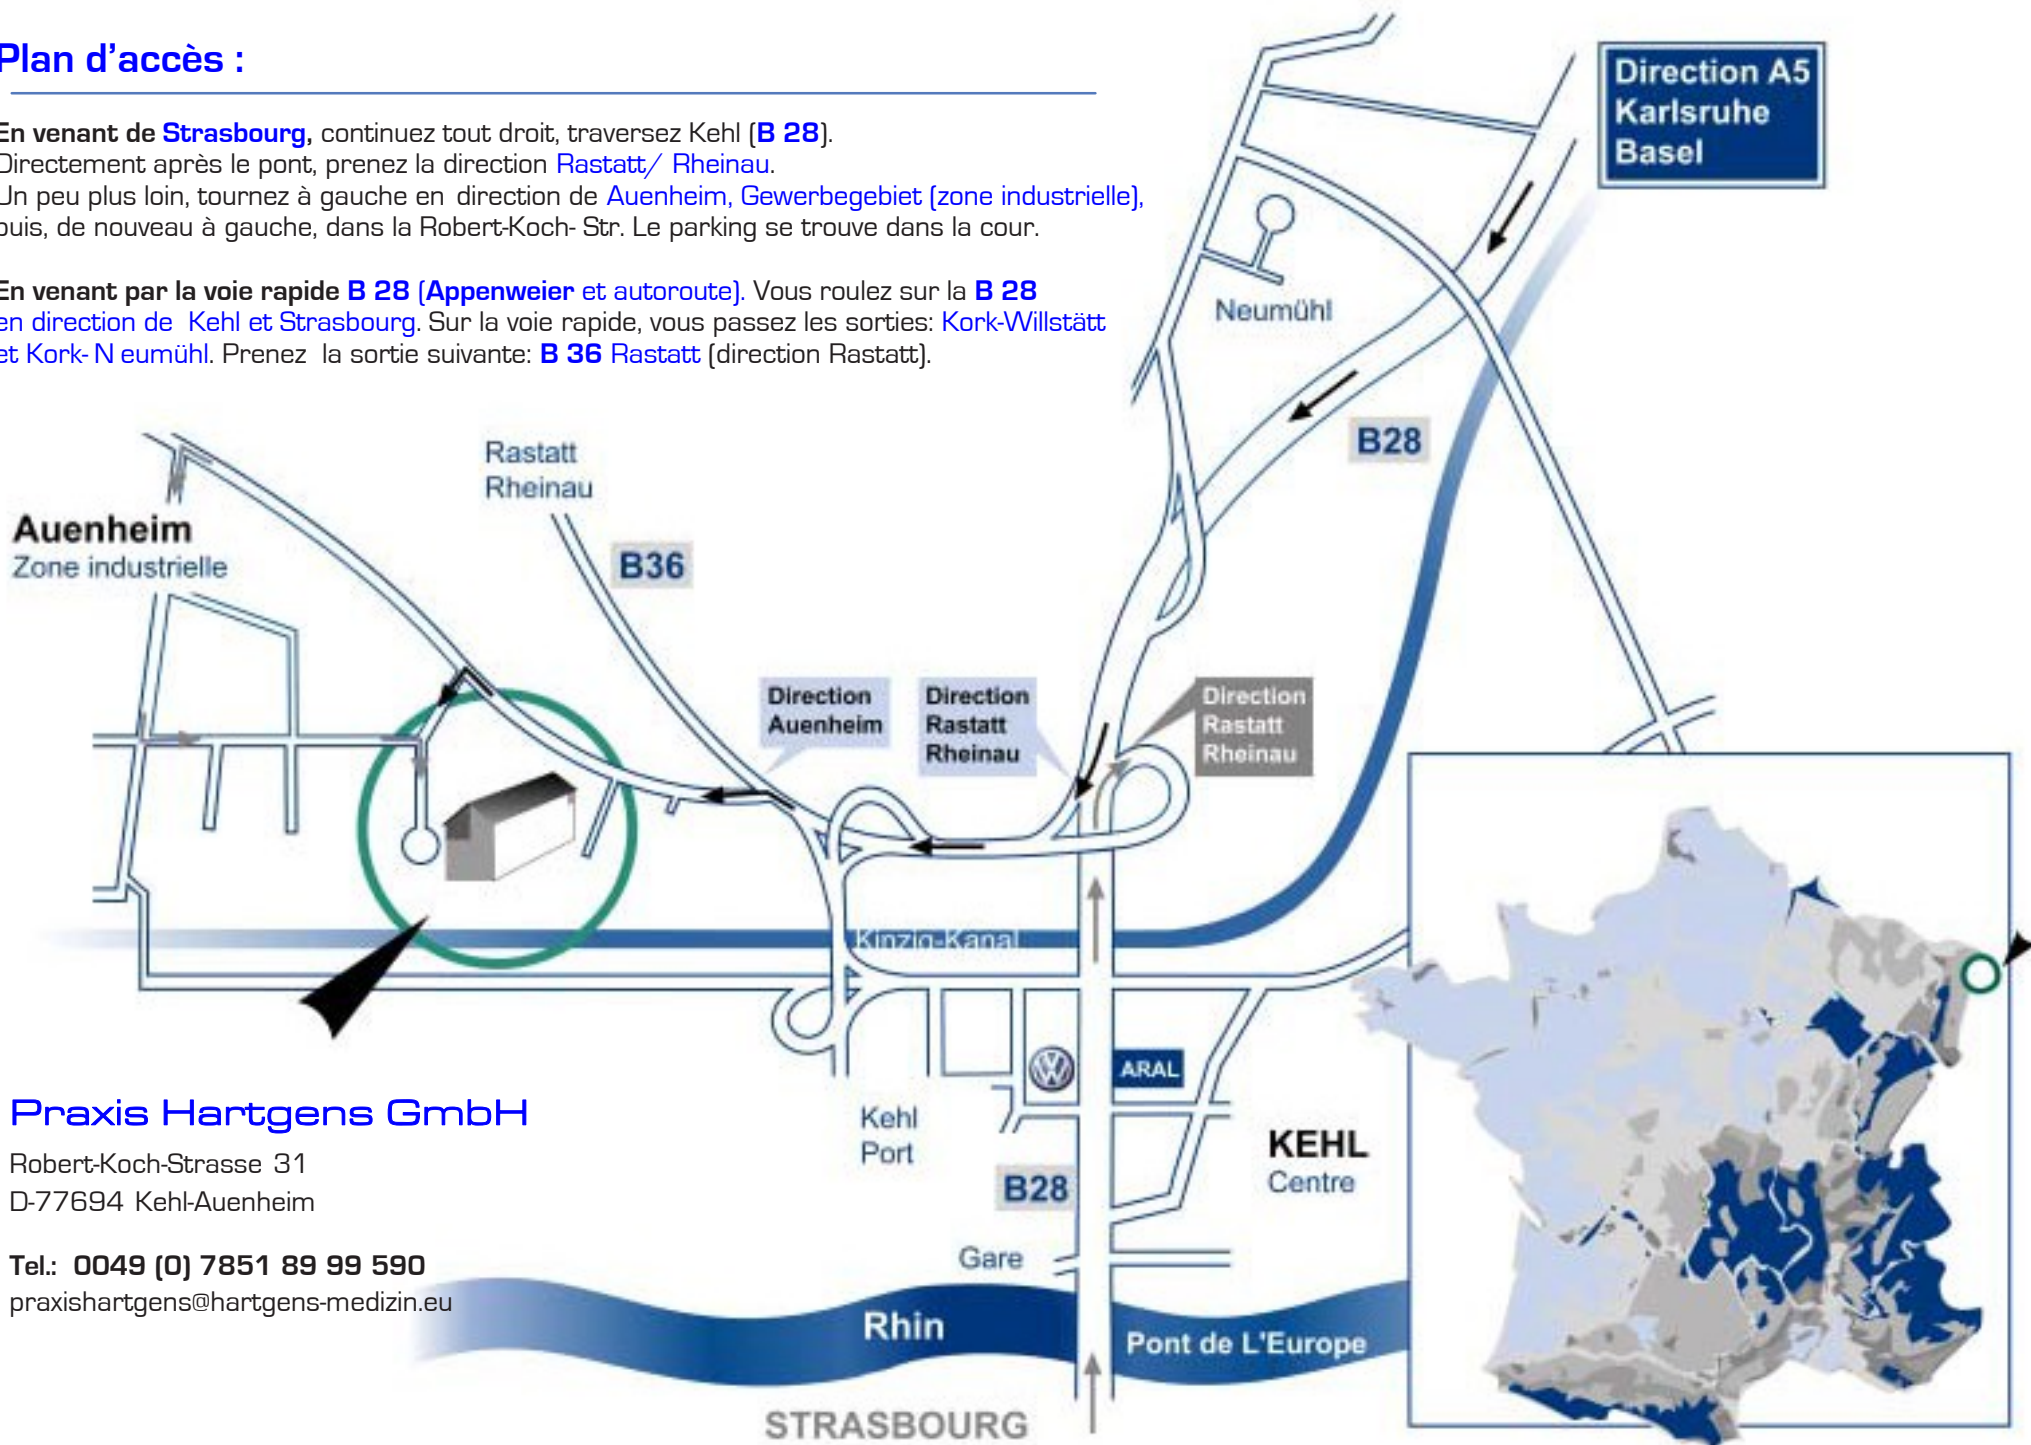 Plan d'accès :
En venant de Strasbourg, continuez tout droit, traversez Kehl (B 28).
Directement après le pont, prenez la direction Rastatt/ Rheinau.
Un peu plus loin, tournez à gauche en direction de Auenheim, Gewerbegebiet (zone industrielle),
puis, de nouveau à gauche, dans la Robert-Koch- Str. Le parking se trouve dans la cour.
En venant par la voie rapide B 28 (Appenweier et autoroute). Vous roulez sur la B 28
en direction de Kehl et Strasbourg. Sur la voie rapide, vous passez les sorties: Kork-Willstätt
et Kork- N eumühl. Prenez la sortie suivante: B 36 Rastatt (direction Rastatt).
Direction A5
Karlsruhe
Basel
Neumühl
B28
Rastatt
Rheinau
B36
Auenheim
Zone industrielle
Direction
Auenheim
Direction
Rastatt
Rheinau
Direction
Rastatt
Rheinau
Kinzig-Kanal
VW
ARAL
Kehl
Port
KEHL
Centre
B28
Gare
Praxis Hartgens GmbH
Robert-Koch-Strasse 31
D-77694 Kehl-Auenheim
Tel.: 0049 (0) 7851 89 99 590
praxishartgens@hartgens-medizin.eu
Rhin
Pont de L'Europe
STRASBOURG